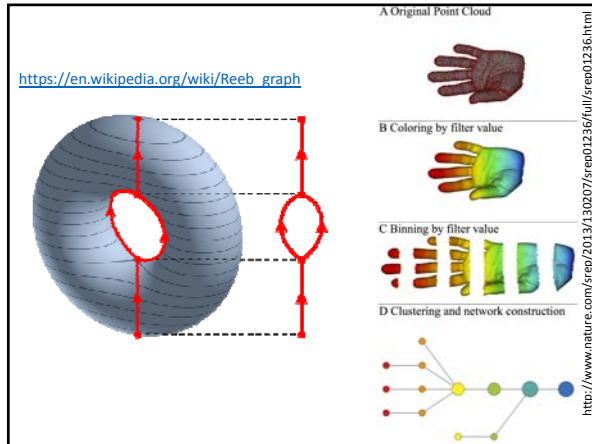 https://en.wikipedia.org/wiki/Reeb_graph
A Original Point Cloud
B Coloring by filter value
C Binning by filter value
D Clustering and network construction
http://www.nature.com/srep/2013/130207/srep01236/full/srep01236.html